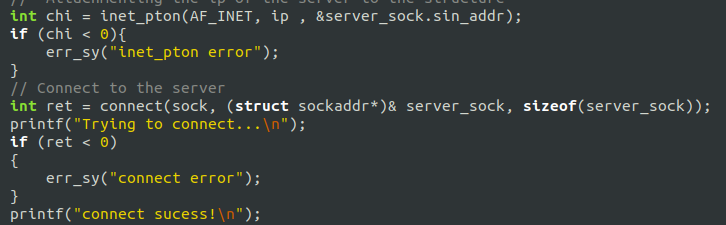 // Attachmenting the ip of the server to the structure
int chi = inet_pton(AF_INET, ip , &server_sock.sin_addr);
if (chi < 0){
    err_sy("inet_pton error");
}
// Connect to the server
int ret = connect(sock, (struct sockaddr*)& server_sock, sizeof(server_sock));
printf("Trying to connect...\n");
if (ret < 0)
{
    err_sy("connect error");
}
printf("connect sucess!\n");